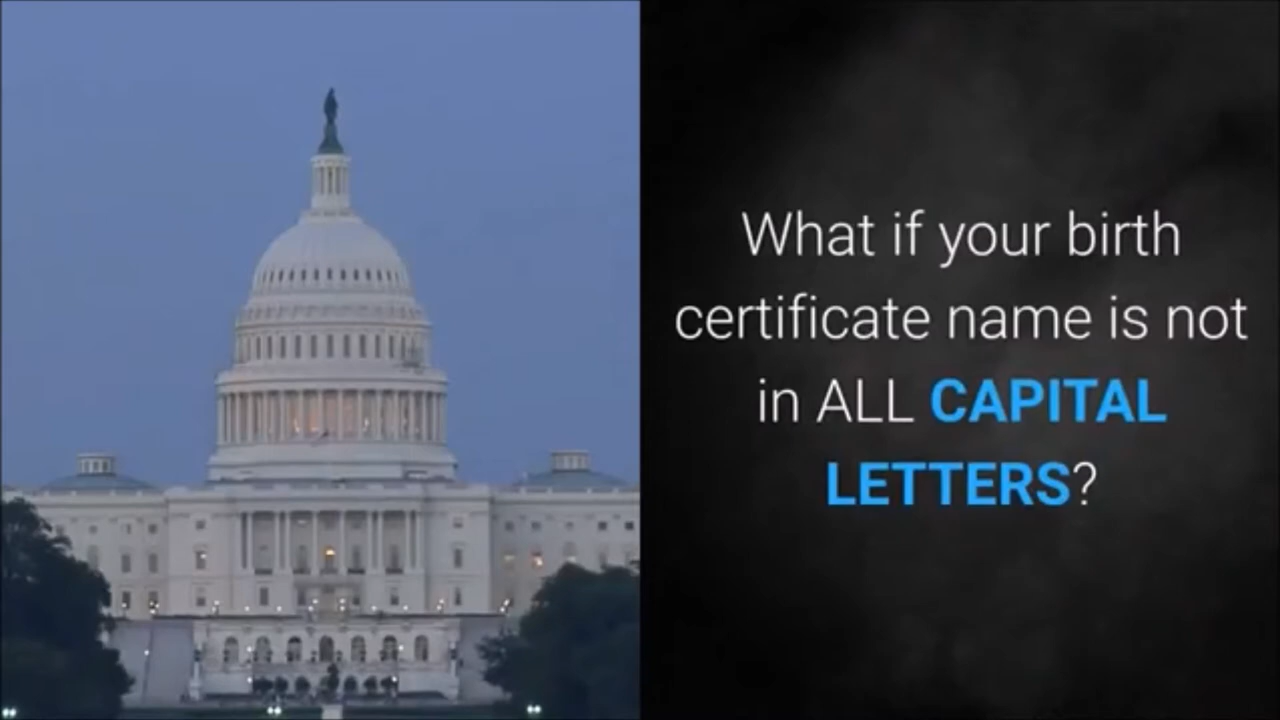 What if your birth
certificate name is not
in ALL CAPITAL
LETTERS?